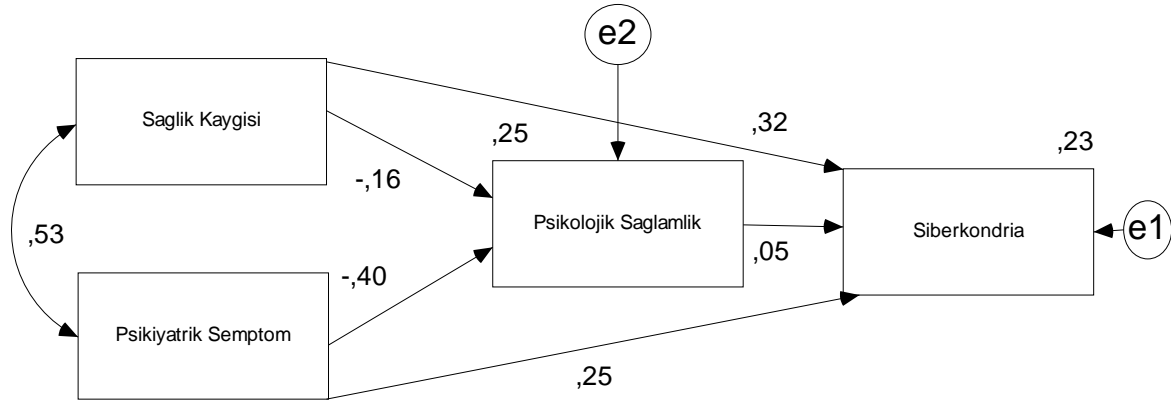 e2
Saglik Kaygisi
,25
,32
,23
-,16
Psikolojik Saglamlik
Siberkondria
e1
,53
,05
-,40
Psikiyatrik Semptom
,25